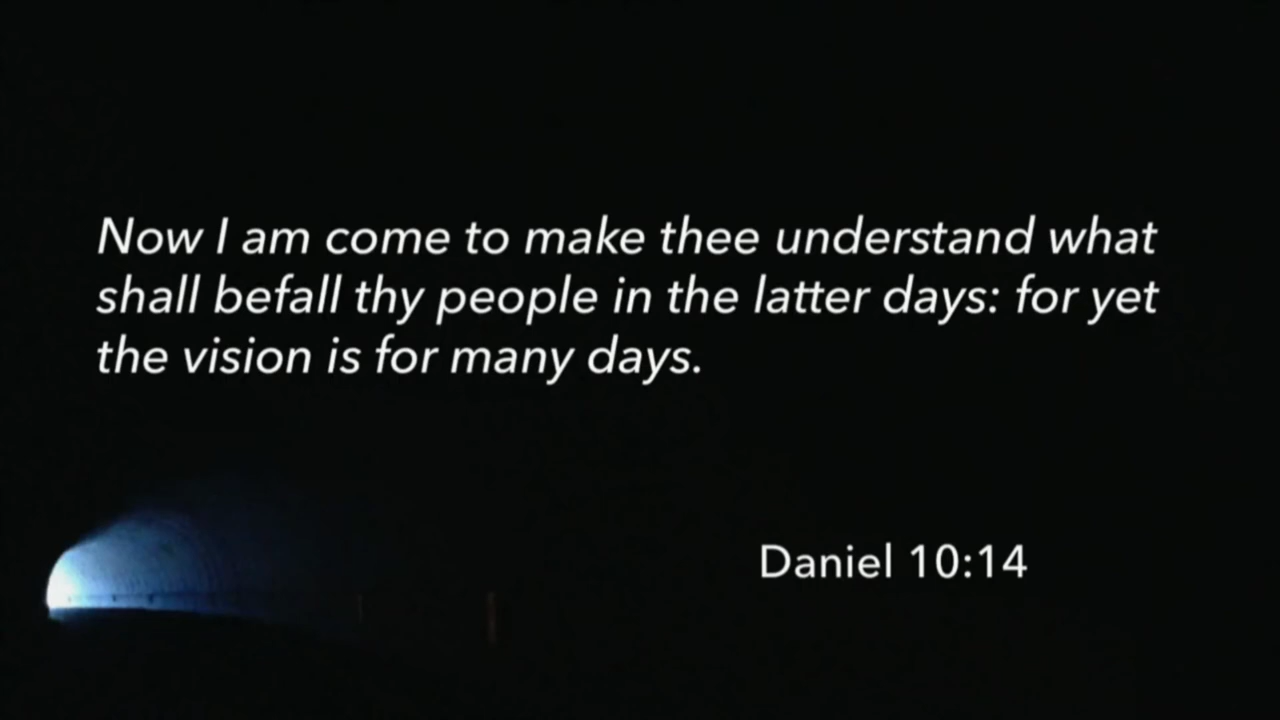 Now I am come to make thee understand what
shall befall thy people in the latter days: for yet
the vision is for many days.
Daniel 10:14